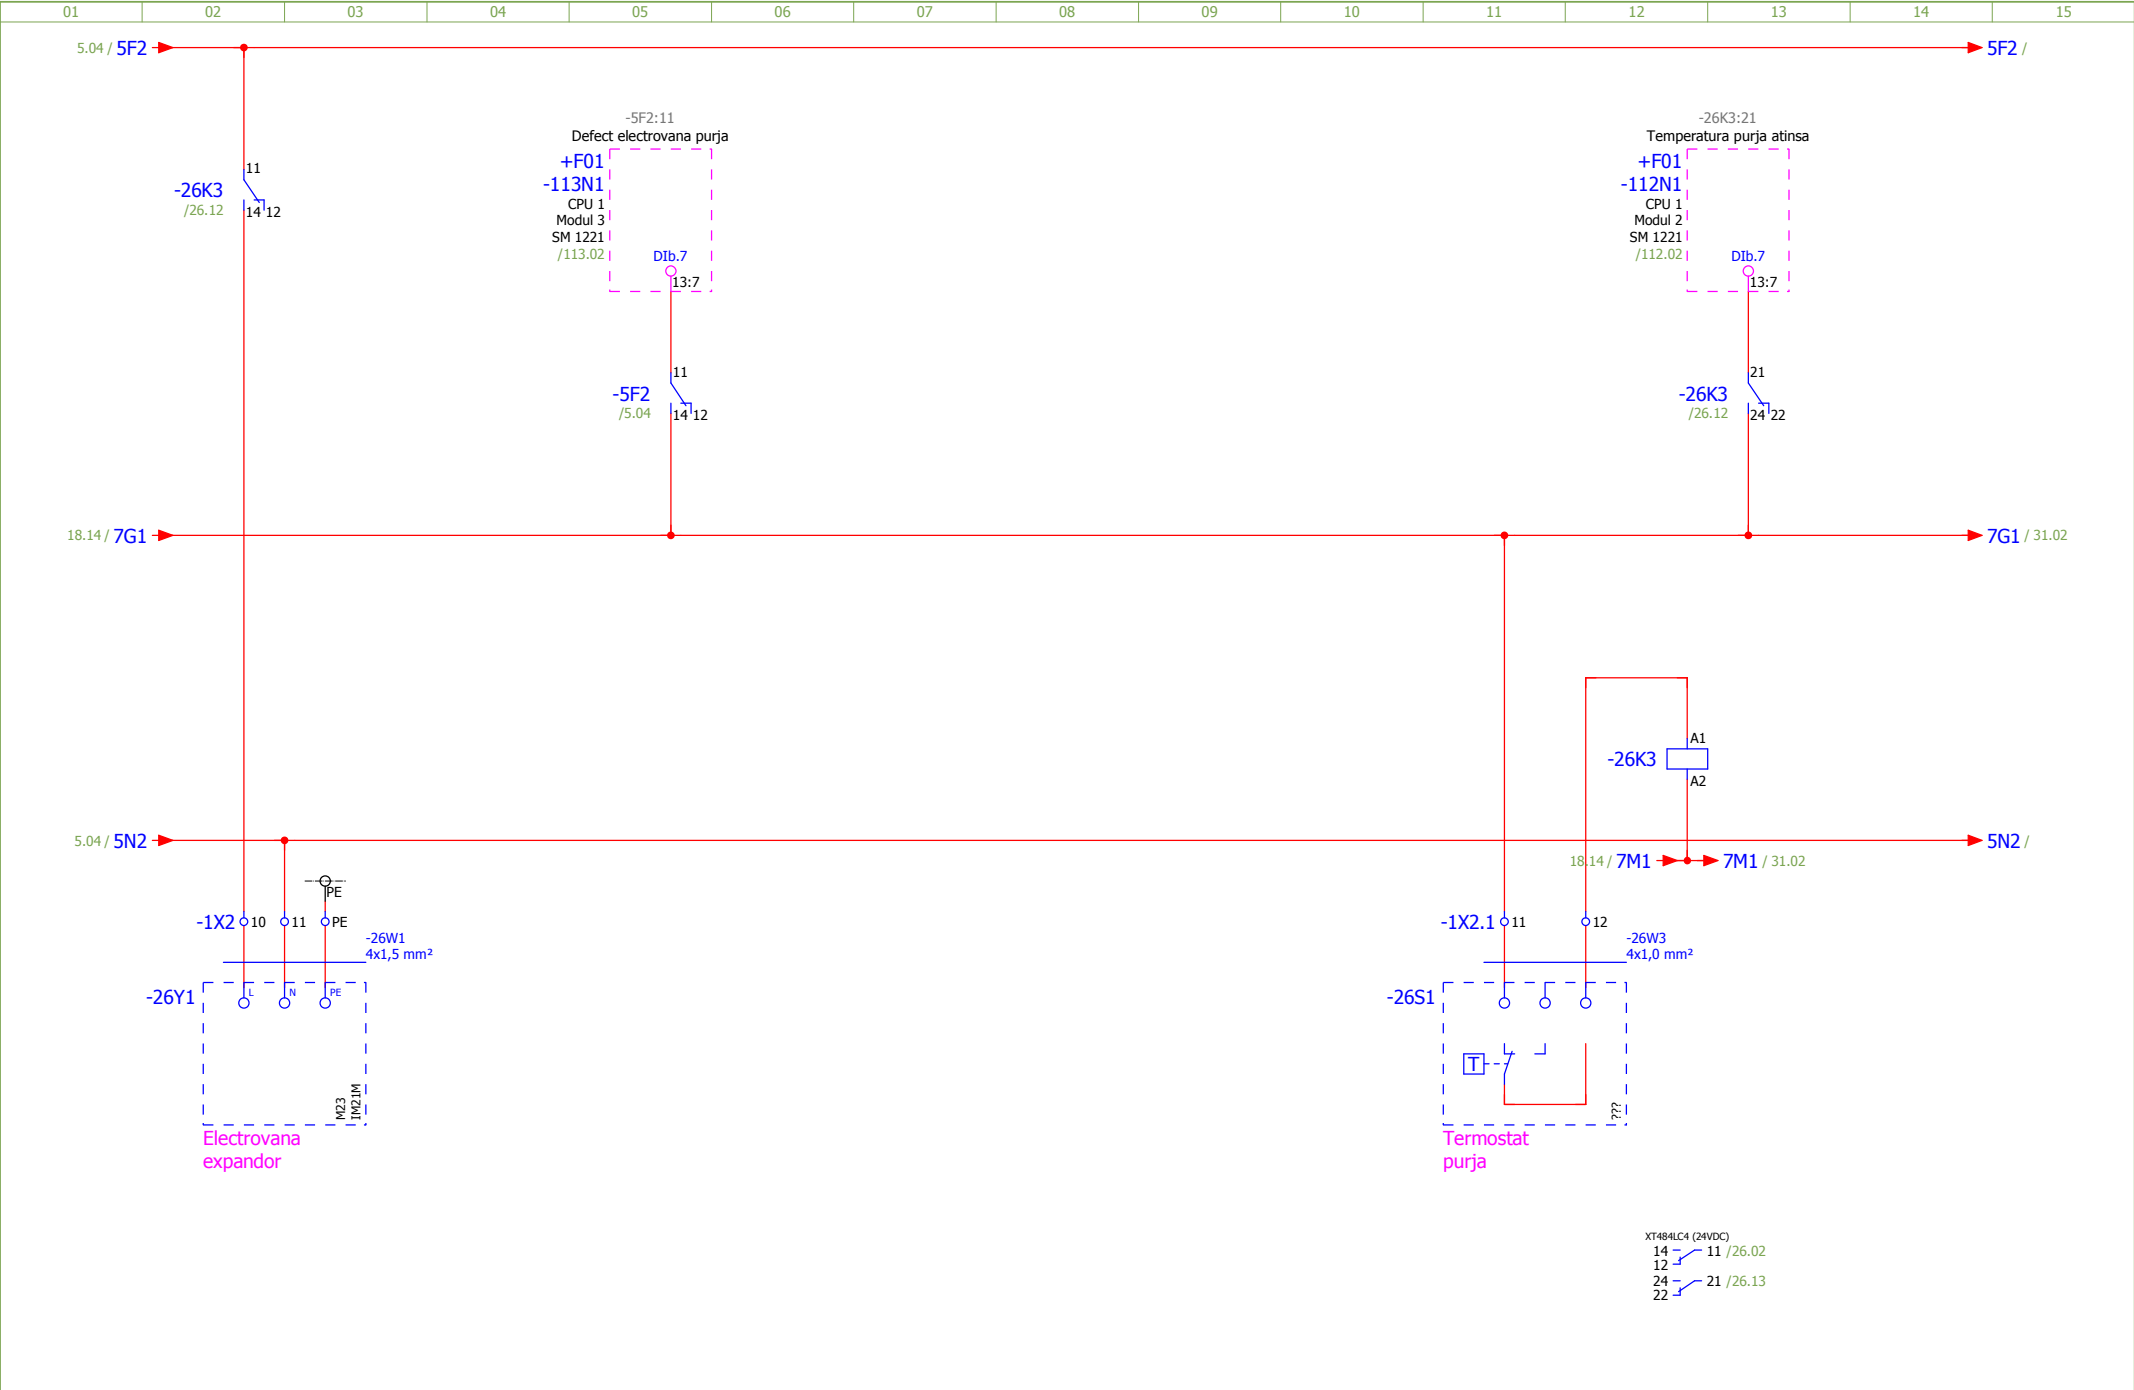 01 02 03 04 05 06 07 08 09 10 11 12 13 14 15
5.04 / 5F2
5F2 /
11
-26K3
/26.12
14 12
-5F2:11
Defect electrovana purja
+F01
-113N1
CPU 1
Modul 3
SM 1221
/113.02
DIb.7
13:7
11
-5F2
/5.04
14 12
-26K3:21
Temperatura purja atinsa
+F01
-112N1
CPU 1
Modul 2
SM 1221
/112.02
DIb.7
13:7
21
-26K3
/26.12
24 22
18.14 / 7G1
7G1 / 31.02
A1
-26K3
A2
5.04 / 5N2
5N2 /
18.14 / 7M1
7M1 / 31.02
PE
-1X2 10 11 PE
-26W1
4x1,5 mm²
-26Y1
L N PE
M23
IM21M
Electrovana
expandor
-1X2.1 11 12
-26W3
4x1,0 mm²
-26S1
T
???
Termostat
purja
XT484LC4 (24VDC)
14 11 /26.02
12
24 21 /26.13
22